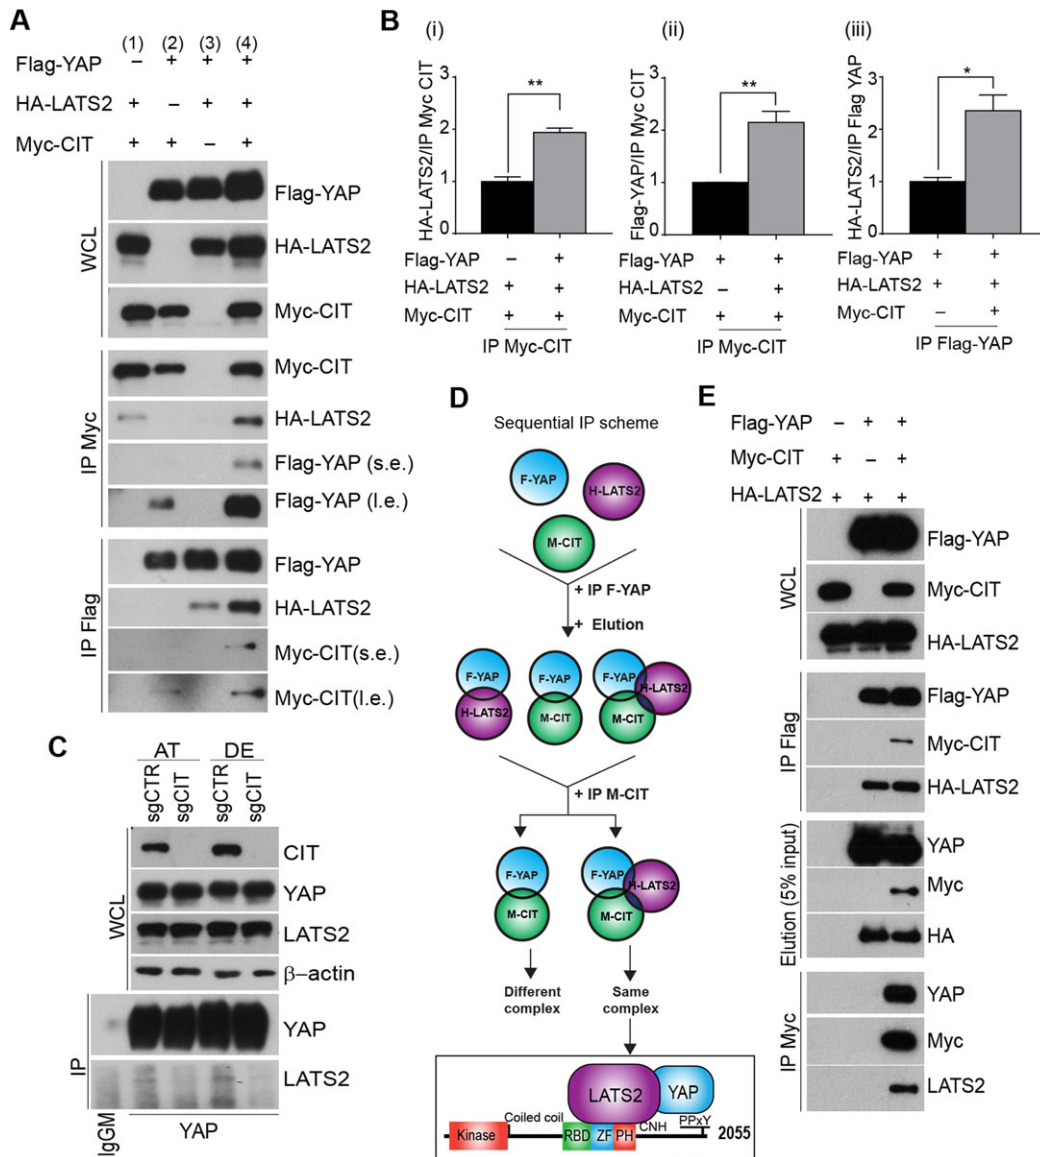 A
(1) (2) (3) (4)
Flag-YAP – + + +
HA-LATS2 + – + +
Myc-CIT + + – +
WCL
Flag-YAP
HA-LATS2
Myc-CIT
IP Myc
Myc-CIT
HA-LATS2
Flag-YAP (s.e.)
Flag-YAP (l.e.)
IP Flag
Flag-YAP
HA-LATS2
Myc-CIT(s.e.)
Myc-CIT(l.e.)
B
(i)
HA-LATS2/IP Myc CIT
3
2
1
0
**
Flag-YAP – +
HA-LATS2 + +
Myc-CIT + +
IP Myc-CIT
(ii)
Flag-YAP/IP Myc CIT
3
2
1
0
**
Flag-YAP + +
HA-LATS2 – +
Myc-CIT + +
IP Myc-CIT
(iii)
HA-LATS2/IP Flag YAP
3
2
1
0
*
Flag-YAP + +
HA-LATS2 + +
Myc-CIT – +
IP Flag-YAP
C
AT DE
sgCTR sgCIT sgCTR sgCIT
WCL
CIT
YAP
LATS2
β–actin
IP
YAP
LATS2
IgGM YAP
D
Sequential IP scheme
F-YAP
H-LATS2
M-CIT
+ IP F-YAP
+ Elution
F-YAP F-YAP F-YAP
H-LATS2 M-CIT M-CIT H-LATS2
+ IP M-CIT
F-YAP F-YAP
M-CIT M-CIT H-LATS2
Different complex
Same complex
LATS2 YAP
Kinase Coiled coil RBD ZF PH CNH PPxY 2055
E
Flag-YAP – + +
Myc-CIT + – +
HA-LATS2 + + +
WCL
Flag-YAP
Myc-CIT
HA-LATS2
IP Flag
Flag-YAP
Myc-CIT
HA-LATS2
Elution (5% input)
YAP
Myc
HA
IP Myc
YAP
Myc
LATS2